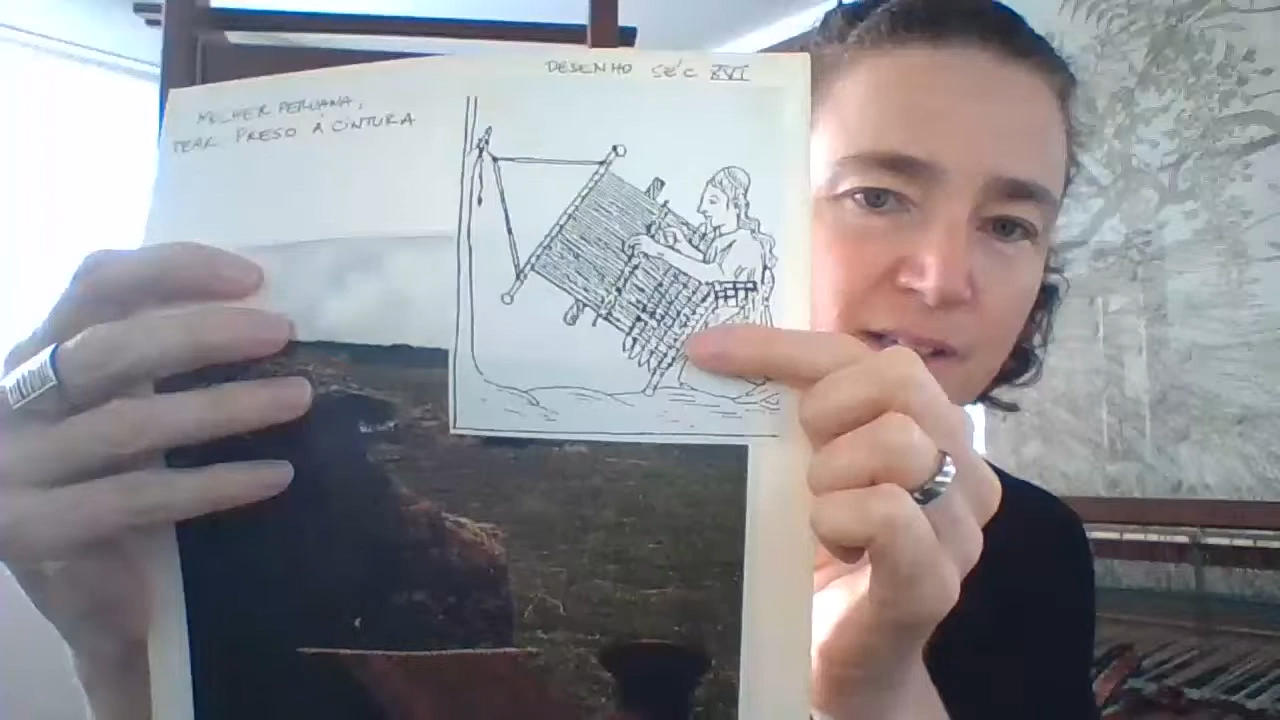 DESENHO SÉC XVI
MULHER PERUANA,
TEAR PRESO À CINTURA